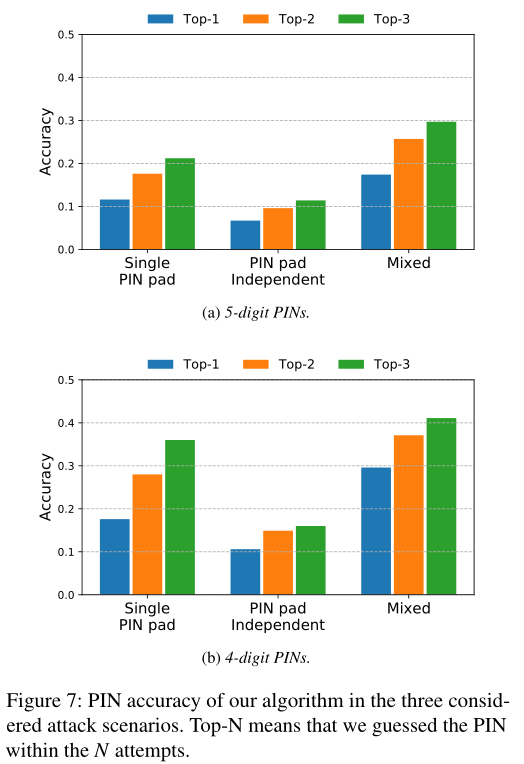 Top-1 Top-2 Top-3
0.5
0.4
0.3
0.2
0.1
0.0
Accuracy
Single PIN pad
PIN pad Independent
Mixed
(a) 5-digit PINs.
Top-1 Top-2 Top-3
0.5
0.4
0.3
0.2
0.1
0.0
Accuracy
Single PIN pad
PIN pad Independent
Mixed
(b) 4-digit PINs.
Figure 7: PIN accuracy of our algorithm in the three consid-
ered attack scenarios. Top-N means that we guessed the PIN
within the N attempts.